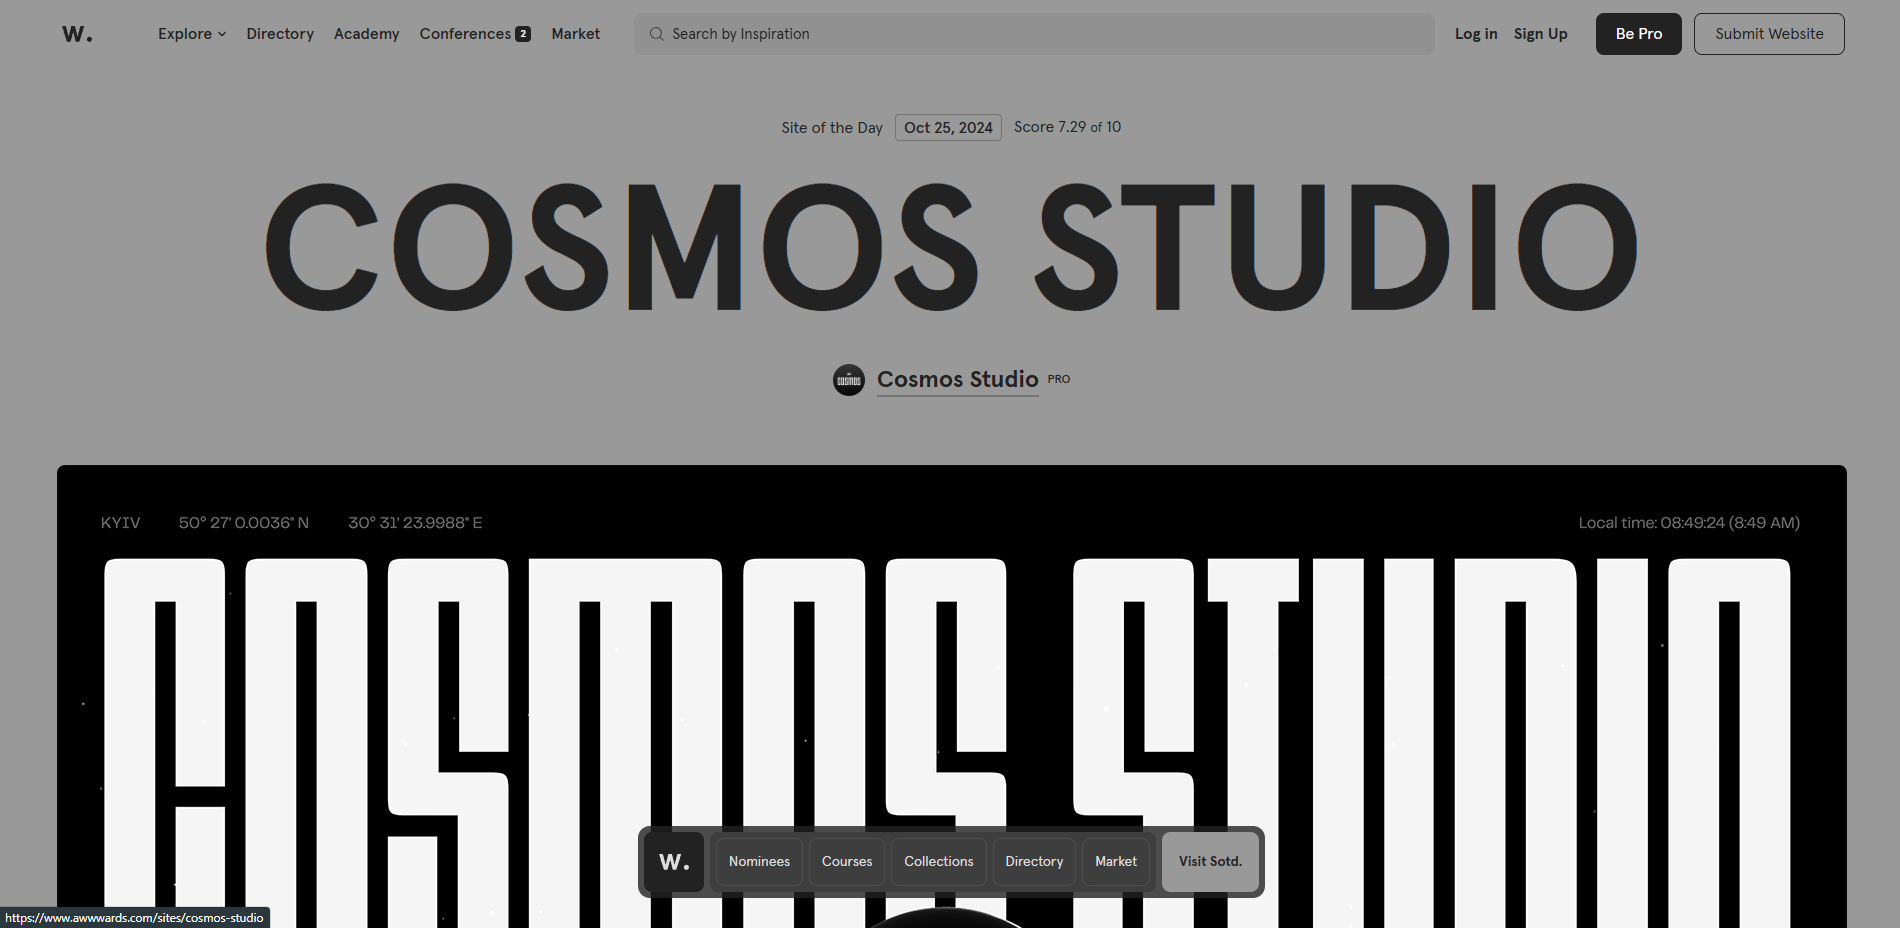 W. Explore Directory Academy Conferences 2 Market Search by Inspiration Log in Sign Up Be Pro Submit Website
Site of the Day Oct 25, 2024 Score 7.29 of 10
COSMOS STUDIO
COSMOS Cosmos Studio PRO
KYIV 50° 27' 0.0036" N 30° 31' 23.9988" E Local time: 08:49:24 (8:49 AM)
COSMOS STUDIO
W. Nominees Courses Collections Directory Market Visit Sotd.
https://www.awwwards.com/sites/cosmos-studio